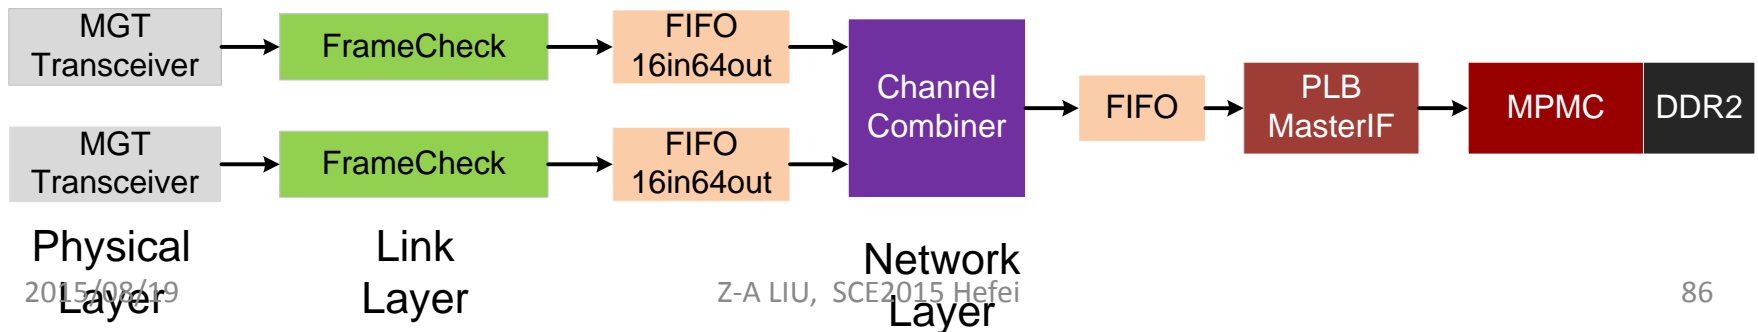 MGT
Transceiver
FrameCheck
FIFO
16in64out
Channel
Combiner
FIFO
PLB
MasterIF
MPMC
DDR2
MGT
Transceiver
FrameCheck
FIFO
16in64out
Physical
Layer
Link
Layer
Network
Layer
2015/08/19
Z-A LIU, SCE2015 Hefei
86